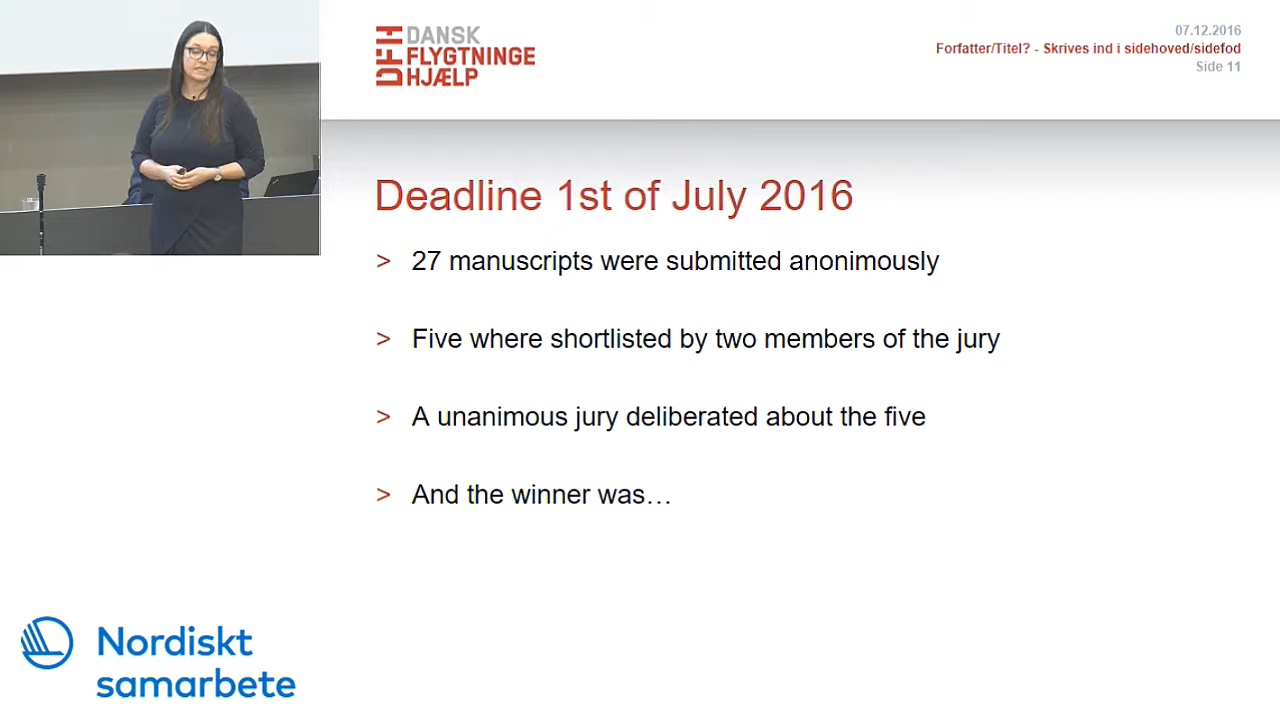 DFH
DANSK
FLYGTNINGE
HJÆLP
07.12.2016
Forfatter/Titel? - Skrives ind i sidehoved/sidefod
Side 11
Deadline 1st of July 2016
> 27 manuscripts were submitted anonimously
> Five where shortlisted by two members of the jury
> A unanimous jury deliberated about the five
> And the winner was…
Nordiskt
samarbete